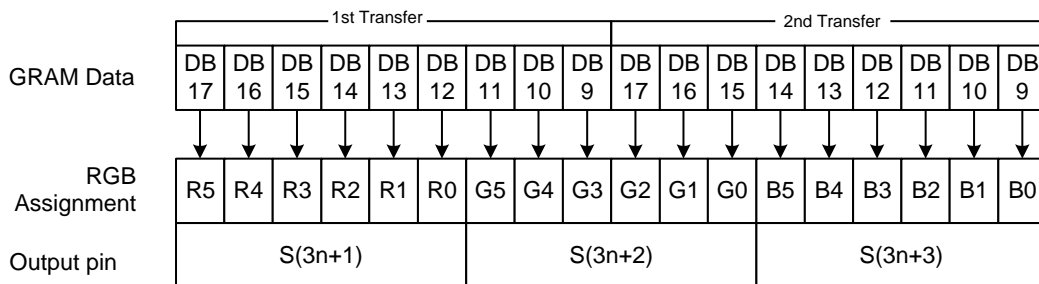 1st Transfer 2nd Transfer
GRAM Data
DB DB DB DB DB DB DB DB DB DB DB DB DB DB DB DB DB DB
17 16 15 14 13 12 11 10 9 17 16 15 14 13 12 11 10 9
RGB
Assignment
R5 R4 R3 R2 R1 R0 G5 G4 G3 G2 G1 G0 B5 B4 B3 B2 B1 B0
Output pin S(3n+1) S(3n+2) S(3n+3)